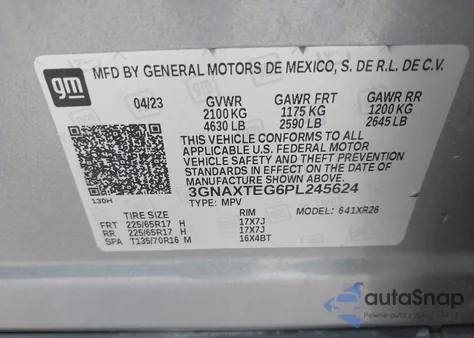 gm
MFD BY GENERAL MOTORS DE MEXICO, S. DE R.L. DE C.V.
04/23 GVWR GAWR FRT GAWR RR
2100 KG 1175 KG 1200 KG
4630 LB 2590 LB 2645 LB
THIS VEHICLE CONFORMS TO ALL
APPLICABLE U.S. FEDERAL MOTOR
VEHICLE SAFETY AND THEFT PREVENTION
STANDARDS IN EFFECT ON THE DATE OF
MANUFACTURE SHOWN ABOVE.
3GNAXTEG6PL245624
130H
TYPE: MPV MODEL: 641XR26
TIRE SIZE RIM
FRT 225/65R17 H 17X7J
RR 225/65R17 H 17X7J
SPA T135/70R16 M 16X4BT
autoSnap